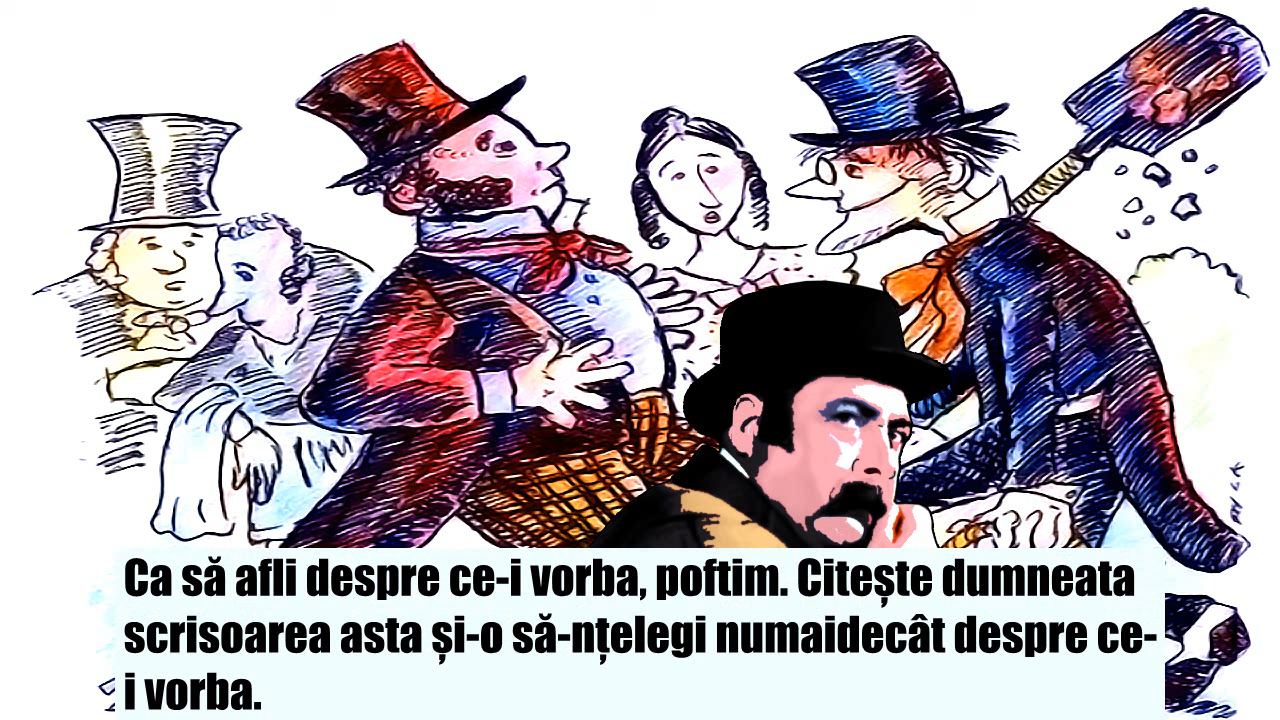 Ca să afli despre ce-i vorba, poftim. Citește dumneata
scrisoarea asta și-o să-nțelegi numaidecât despre ce-
i vorba.